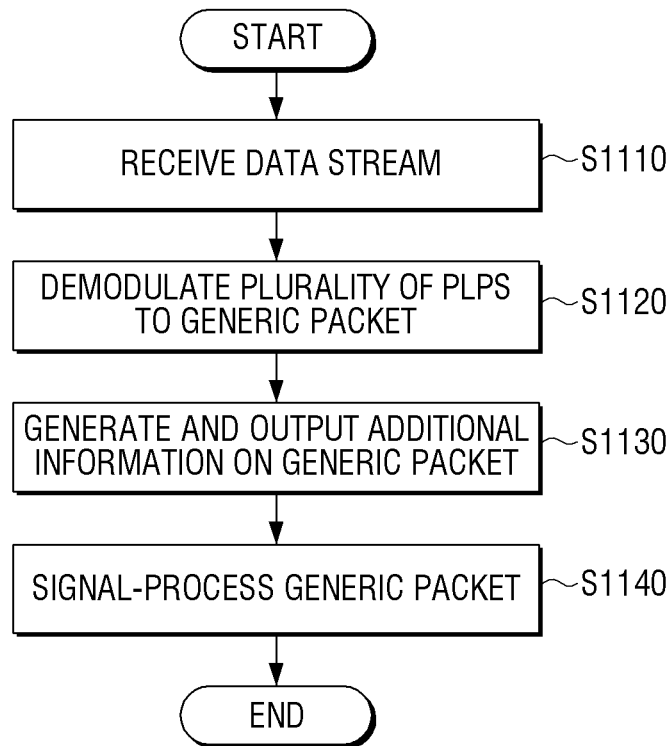 START
RECEIVE DATA STREAM
S1110
DEMODULATE PLURALITY OF PLPS
TO GENERIC PACKET
S1120
GENERATE AND OUTPUT ADDITIONAL
INFORMATION ON GENERIC PACKET
S1130
SIGNAL-PROCESS GENERIC PACKET
S1140
END